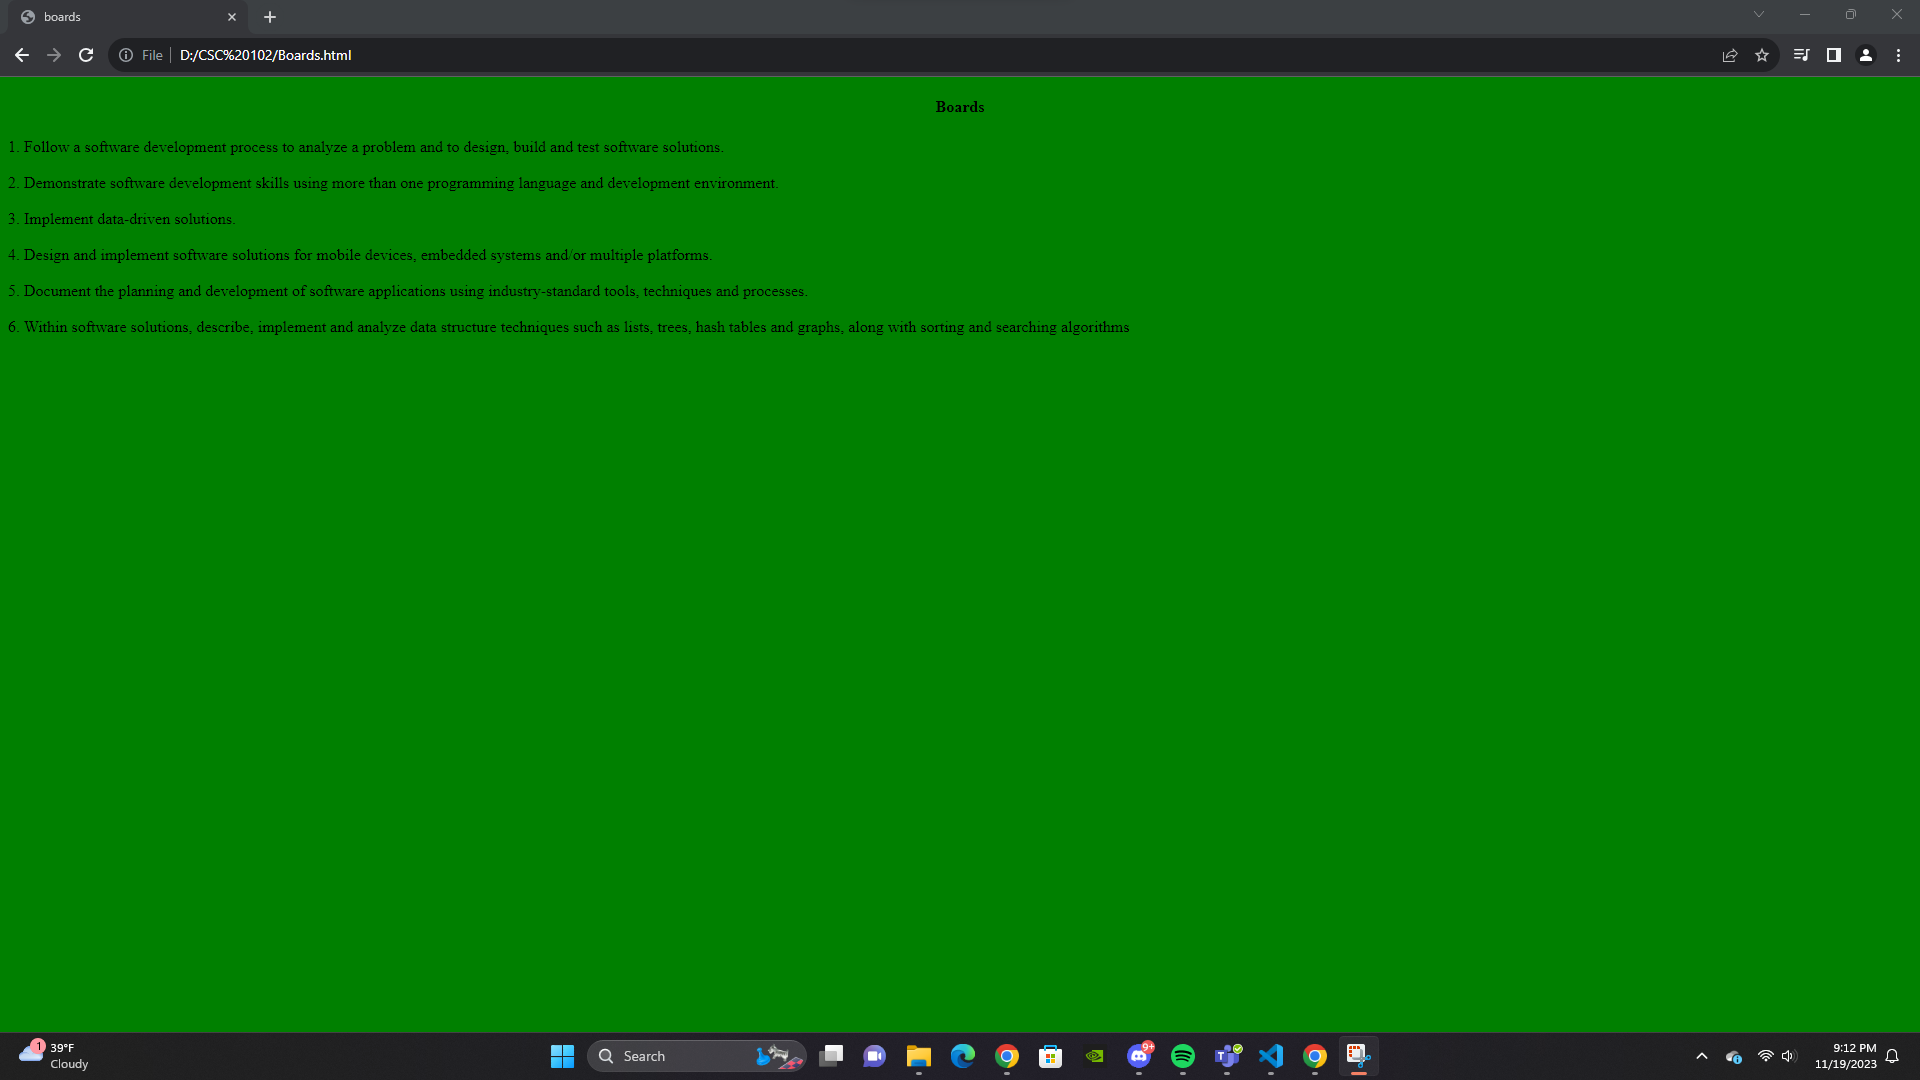 boards
File
D:/CSC%20102/Boards.html
Boards
1. Follow a software development process to analyze a problem and to design, build and test software solutions.
2. Demonstrate software development skills using more than one programming language and development environment.
3. Implement data-driven solutions.
4. Design and implement software solutions for mobile devices, embedded systems and/or multiple platforms.
5. Document the planning and development of software applications using industry-standard tools, techniques and processes.
6. Within software solutions, describe, implement and analyze data structure techniques such as lists, trees, hash tables and graphs, along with sorting and searching algorithms
1
39°F
Cloudy
Search
9+
9:12 PM
11/19/2023